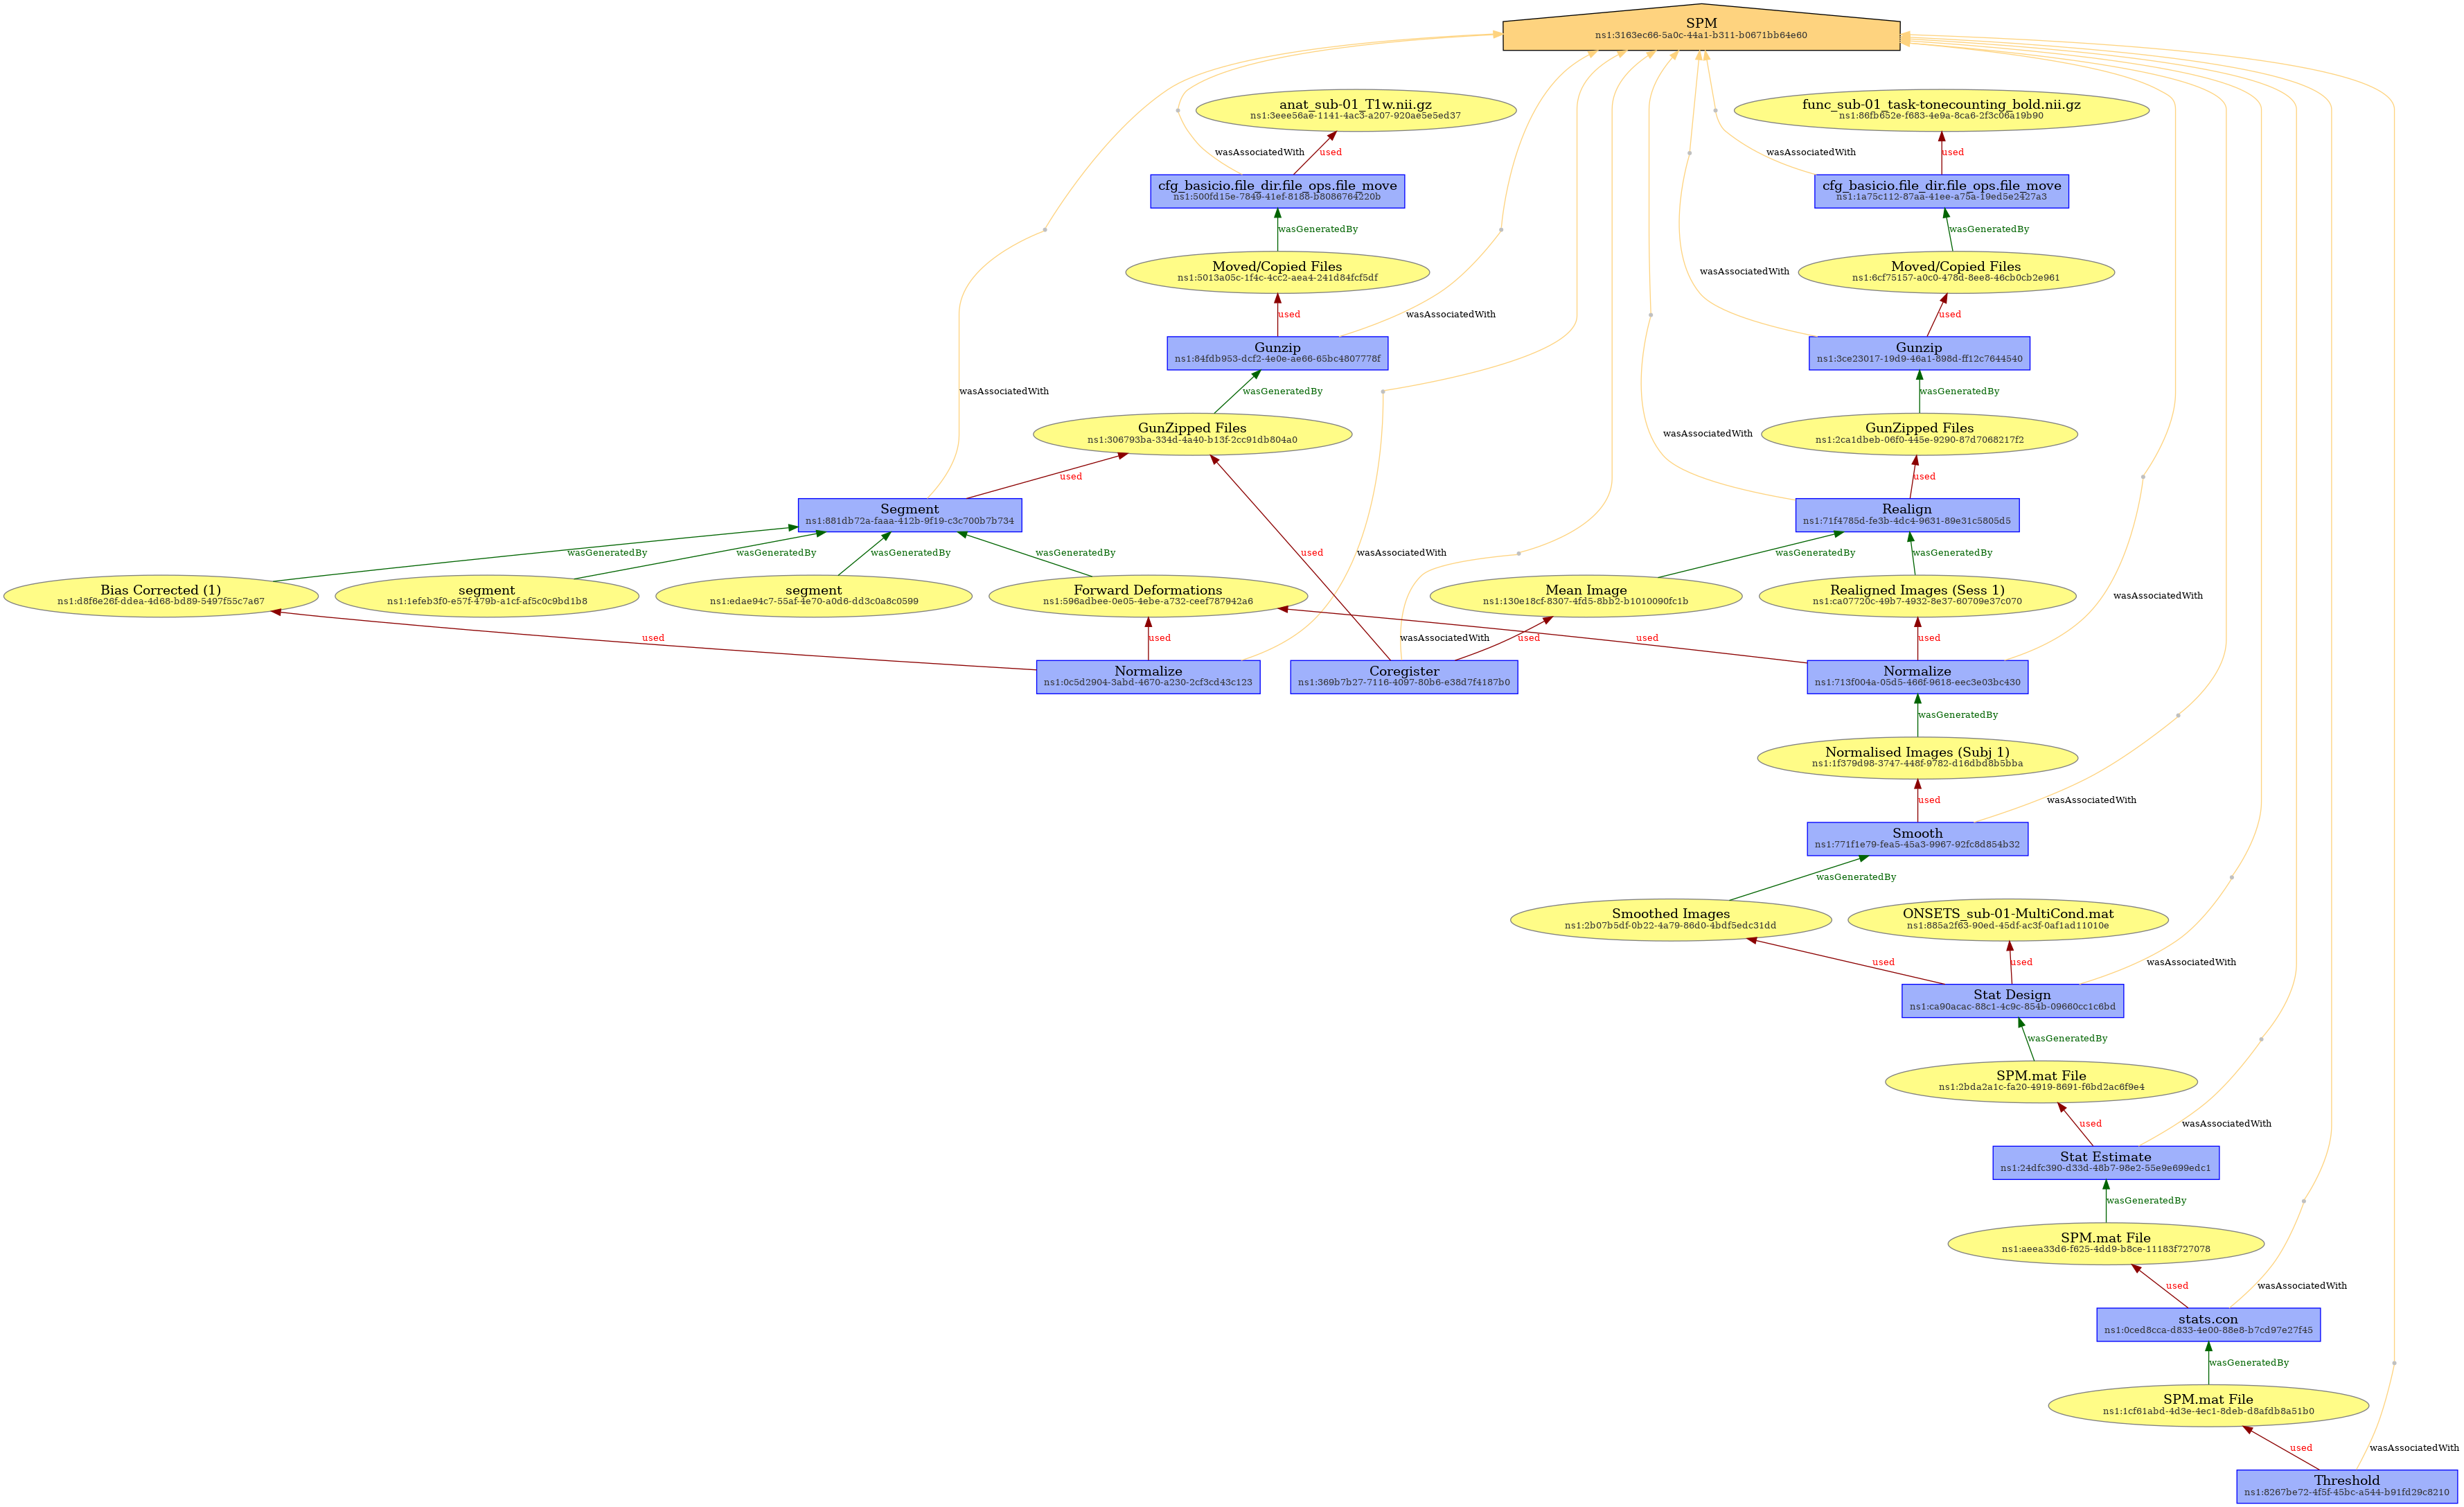 SPM
ns1:3163ec66-5a0c-44a1-b311-b0671bb64e60
anat_sub-01_T1w.nii.gz
ns1:3eee56ae-1141-4ac3-a207-920ae5e5ed37
func_sub-01_task-tonecounting_bold.nii.gz
ns1:86fb652e-f683-4e9a-8ca6-2f3c06a19b90
wasAssociatedWith
used
wasAssociatedWith
used
cfg_basicio.file_dir.file_ops.file_move
ns1:500fd15e-7849-41ef-8188-b8086764220b
cfg_basicio.file_dir.file_ops.file_move
ns1:1a75c112-87aa-41ee-a75a-19ed5e2427a3
wasGeneratedBy
wasGeneratedBy
Moved/Copied Files
ns1:5013a05c-1f4c-4cc2-aea4-241d84fcf5df
wasAssociatedWith
Moved/Copied Files
ns1:6cf75157-a0c0-478d-8ee8-46cb0cb2e961
used
wasAssociatedWith
used
Gunzip
ns1:84fdb953-dcf2-4e0e-ae66-65bc4807778f
Gunzip
ns1:3ce23017-19d9-46a1-898d-ff12c7644540
wasAssociatedWith
wasGeneratedBy
wasGeneratedBy
GunZipped Files
ns1:306793ba-334d-4a40-b13f-2cc91db804a0
wasAssociatedWith
GunZipped Files
ns1:2ca1dbeb-06f0-445e-9290-87d7068217f2
used
used
Segment
ns1:881db72a-faaa-412b-9f19-c3c700b7b734
Realign
ns1:71f4785d-fe3b-4dc4-9631-89e31c5805d5
wasGeneratedBy
wasGeneratedBy
wasGeneratedBy
wasGeneratedBy
used
wasAssociatedWith
wasGeneratedBy
wasGeneratedBy
Bias Corrected (1)
ns1:d8f6e26f-ddea-4d68-bd89-5497f55c7a67
segment
ns1:1efeb3f0-e57f-479b-a1cf-af5c0c9bd1b8
segment
ns1:edae94c7-55af-4e70-a0d6-dd3c0a8c0599
Forward Deformations
ns1:596adbee-0e05-4ebe-a732-ceef787942a6
Mean Image
ns1:130e18cf-8307-4fd5-8bb2-b1010090fc1b
Realigned Images (Sess 1)
ns1:ca07720c-49b7-4932-8e37-60709e37c070
wasAssociatedWith
used
used
wasAssociatedWith
used
used
used
Normalize
ns1:0c5d2904-3abd-4670-a230-2cf3cd43c123
Coregister
ns1:369b7b27-7116-4097-80b6-e38d7f4187b0
Normalize
ns1:713f004a-05d5-466f-9618-eec3e03bc430
wasGeneratedBy
Normalised Images (Subj 1)
ns1:1f379d98-3747-448f-9782-d16dbd8b5bba
used
wasAssociatedWith
Smooth
ns1:771f1e79-fea5-45a3-9967-92fc8d854b32
wasGeneratedBy
Smoothed Images
ns1:2b07b5df-0b22-4a79-86d0-4bdf5edc31dd
ONSETS_sub-01-MultiCond.mat
ns1:885a2f63-90ed-45df-ac3f-0af1ad11010e
used
used
wasAssociatedWith
Stat Design
ns1:ca90acac-88c1-4c9c-854b-09660cc1c6bd
wasGeneratedBy
SPM.mat File
ns1:2bda2a1c-fa20-4919-8691-f6bd2ac6f9e4
used
wasAssociatedWith
Stat Estimate
ns1:24dfc390-d33d-48b7-98e2-55e9e699edc1
wasGeneratedBy
SPM.mat File
ns1:aeea33d6-f625-4dd9-b8ce-11183f727078
used
wasAssociatedWith
stats.con
ns1:0ced8cca-d833-4e00-88e8-b7cd97e27f45
wasGeneratedBy
SPM.mat File
ns1:1cf61abd-4d3e-4ec1-8deb-d8afdb8a51b0
used
wasAssociatedWith
Threshold
ns1:8267be72-4f5f-45bc-a544-b91fd29c8210